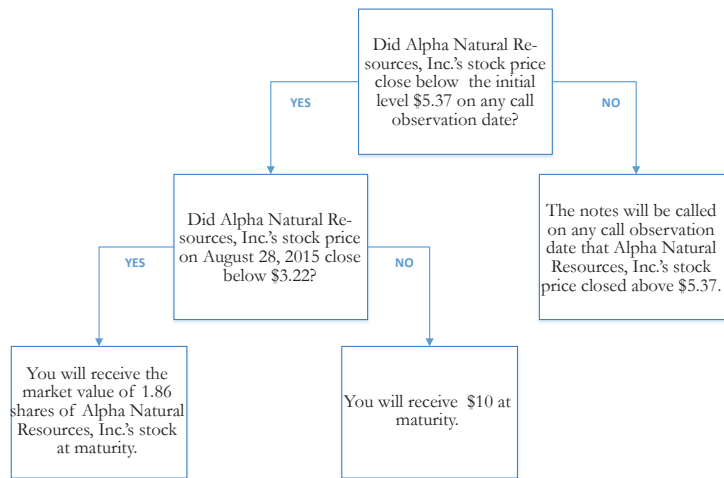 Did Alpha Natural Re-
sources, Inc.'s stock price
close below the initial
level $5.37 on any call
observation date?
YES
NO
Did Alpha Natural Re-
sources, Inc.'s stock price
on August 28, 2015 close
below $3.22?
The notes will be called
on any call observation
date that Alpha Natural
Resources, Inc.'s stock
price closed above $5.37.
YES
NO
You will receive the
market value of 1.86
shares of Alpha Natural
Resources, Inc.'s stock
at maturity.
You will receive $10 at
maturity.